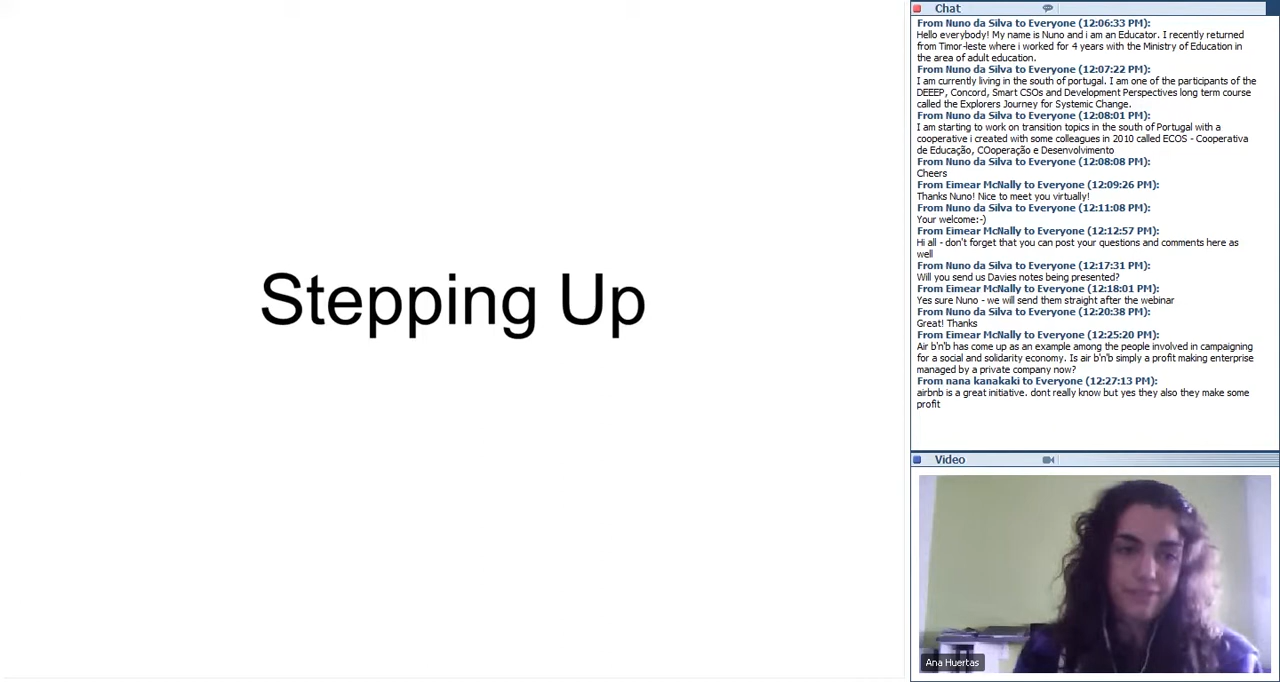 Stepping Up
Chat
From Nuno da Silva to Everyone (12:06:33 PM):
Hello everybody! My name is Nuno and i am an Educator. I recently returned
from Timor-leste where i worked for 4 years with the Ministry of Education in
the area of adult education.
From Nuno da Silva to Everyone (12:07:22 PM):
I am currently living in the south of portugal. I am one of the participants of the
DEEEP, Concord, Smart CSOs and Development Perspectives long term course
called the Explorers Journey for Systemic Change.
From Nuno da Silva to Everyone (12:08:01 PM):
I am starting to work on transition topics in the south of Portugal with a
cooperative i created with some colleagues in 2010 called ECOS - Cooperativa
de Educação, COoperação e Desenvolvimento
From Nuno da Silva to Everyone (12:08:08 PM):
Cheers
From Eimear McNally to Everyone (12:09:26 PM):
Thanks Nuno! Nice to meet you virtually!
From Nuno da Silva to Everyone (12:11:08 PM):
Your welcome:-)
From Eimear McNally to Everyone (12:12:57 PM):
Hi all - don't forget that you can post your questions and comments here as
well
From Nuno da Silva to Everyone (12:17:31 PM):
Will you send us Davies notes being presented?
From Eimear McNally to Everyone (12:18:01 PM):
Yes sure Nuno - we will send them straight after the webinar
From Nuno da Silva to Everyone (12:20:38 PM):
Great! Thanks
From Eimear McNally to Everyone (12:25:20 PM):
Air b'n'b has come up as an example among the people involved in campaigning
for a social and solidarity economy. Is air b'n'b simply a profit making enterprise
managed by a private company now?
From nana kanakaki to Everyone (12:27:13 PM):
airbnb is a great initiative. dont really know but yes they also they make some
profit
Video
Ana Huertas